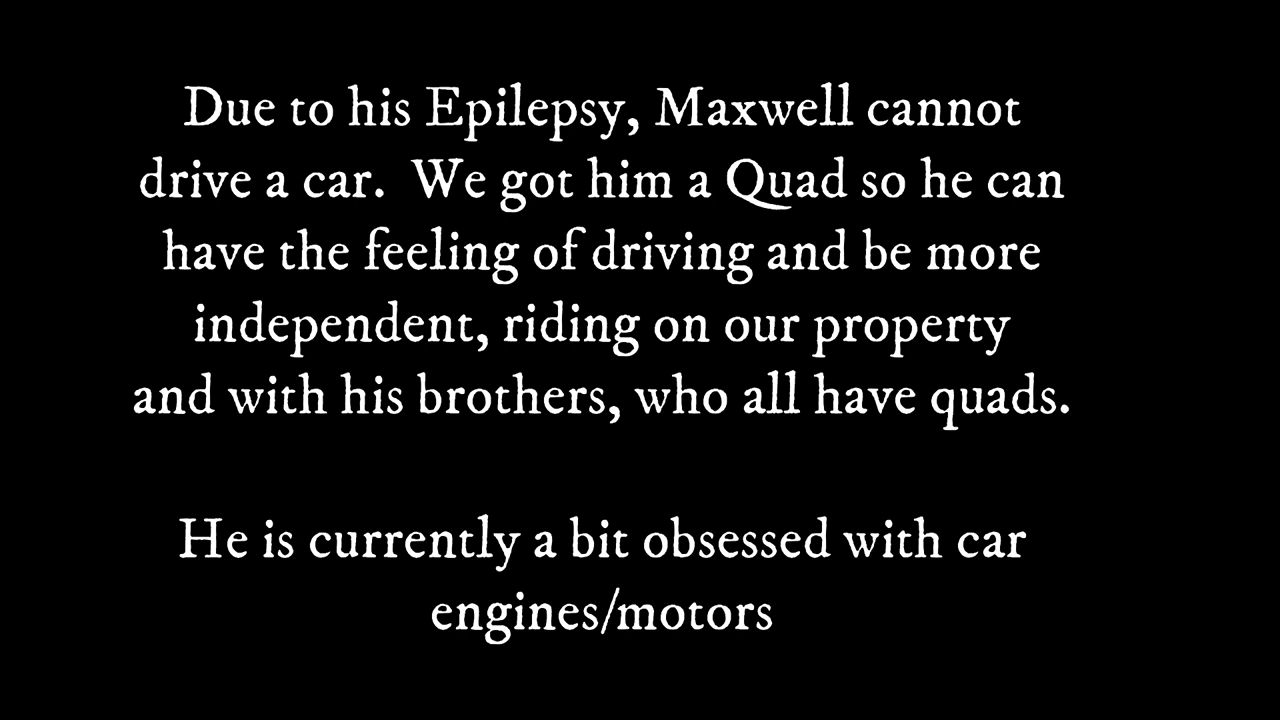 Due to his Epilepsy, Maxwell cannot
drive a car.  We got him a Quad so he can
have the feeling of driving and be more
independent, riding on our property
and with his brothers, who all have quads.
He is currently a bit obsessed with car
engines/motors